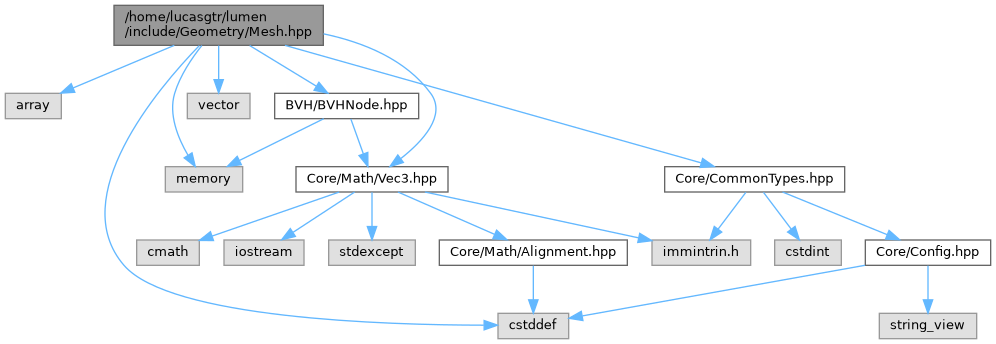 /home/lucasgtr/lumen
/include/Geometry/Mesh.hpp
array
vector
BVH/BVHNode.hpp
memory
Core/Math/Vec3.hpp
Core/CommonTypes.hpp
cmath
iostream
stdexcept
Core/Math/Alignment.hpp
immintrin.h
cstdint
Core/Config.hpp
cstddef
string_view